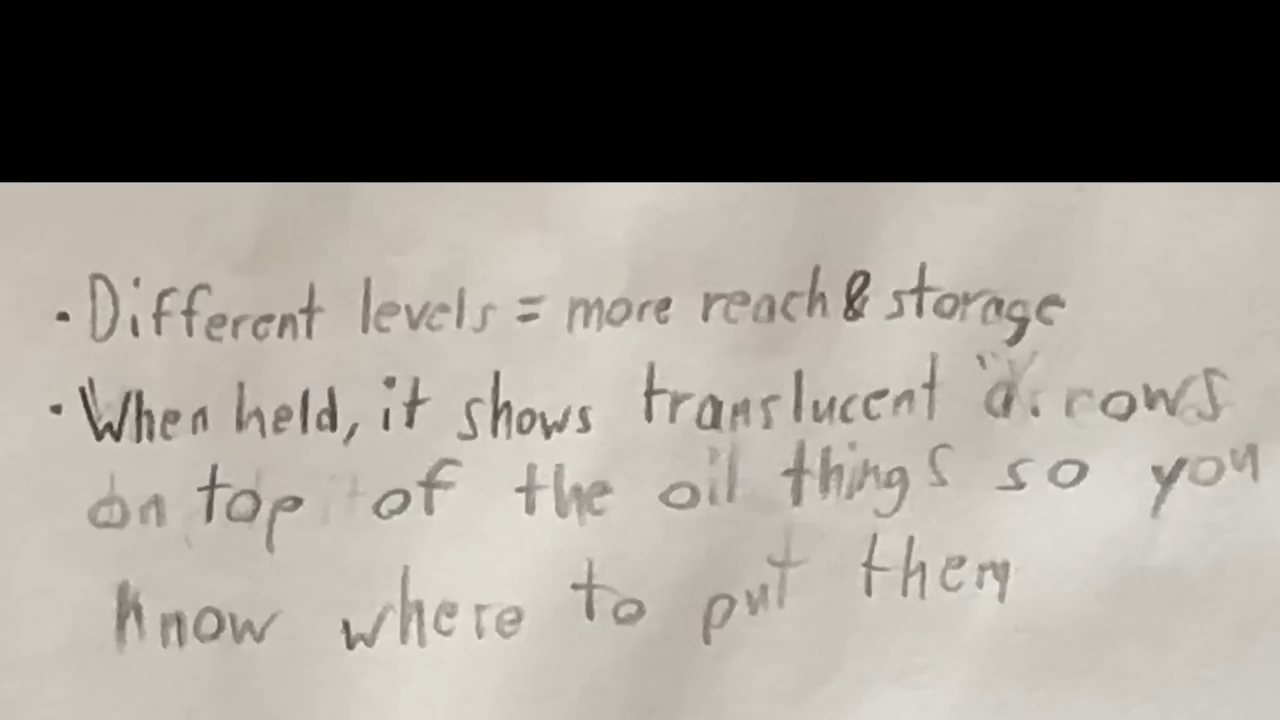 · Different levels = more reach & storage
· When held, it shows translucent arrows
on top of the oil things so you
know where to put them